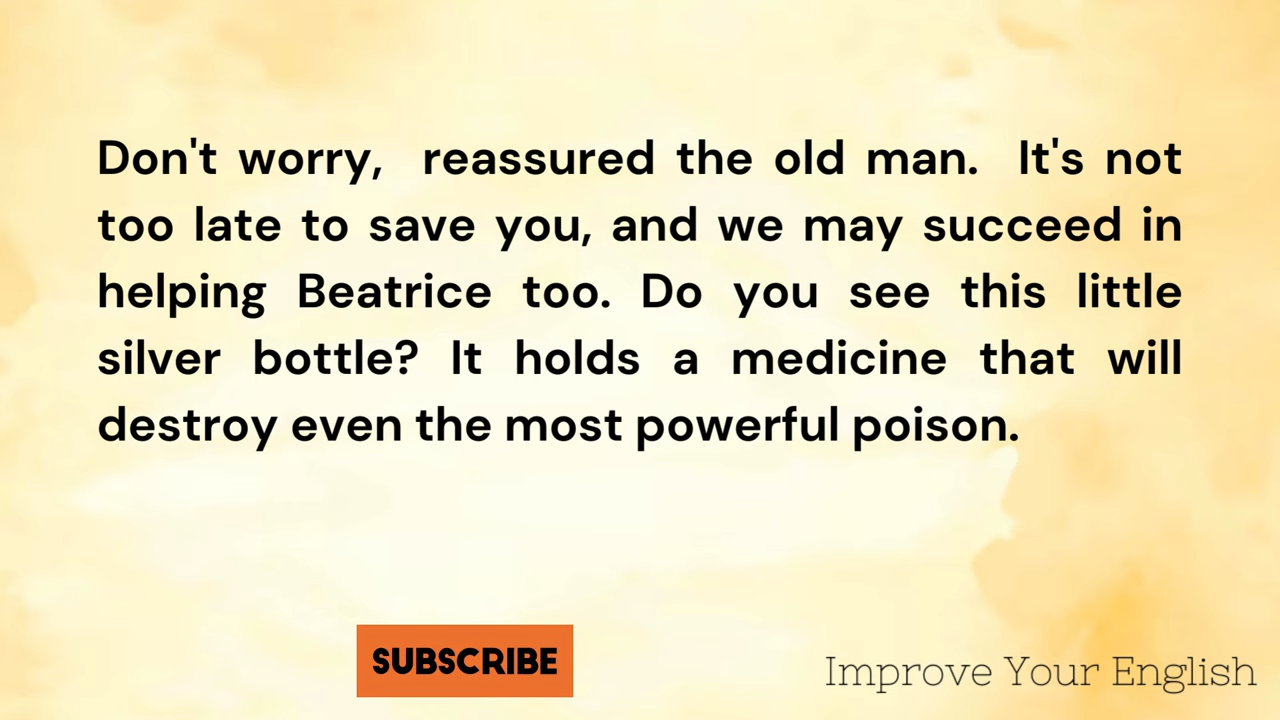 Don't worry, reassured the old man. It's not
too late to save you, and we may succeed in
helping Beatrice too. Do you see this little
silver bottle? It holds a medicine that will
destroy even the most powerful poison.
SUBSCRIBE
Improve Your English